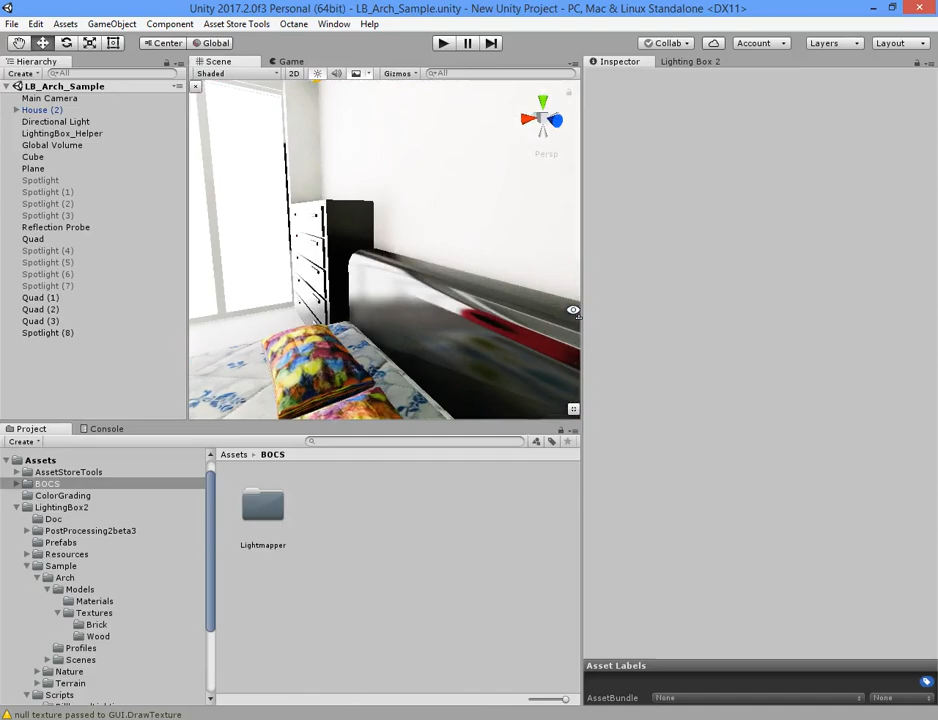 Unity 2017.2.0f3 Personal (64bit) - LB_Arch_Sample.unity - New Unity Project - PC, Mac & Linux Standalone <DX11>
File Edit Assets GameObject Component Asset Store Tools Octane Window Help
Center Global Collab Account Layers Layout
Hierarchy Scene Game Inspector Lighting Box 2
Create All Shaded 2D Gizmos All
LB_Arch_Sample
Main Camera
House (2)
Directional Light
LightingBox_Helper
Global Volume
Cube
Plane
Spotlight
Spotlight (1)
Spotlight (2)
Spotlight (3)
Reflection Probe
Quad
Spotlight (4)
Spotlight (5)
Spotlight (6)
Spotlight (7)
Quad (1)
Quad (2)
Quad (3)
Spotlight (8)
Persp
Project Console
Create
Assets
AssetStoreTools
BOCS
ColorGrading
LightingBox2
Doc
PostProcessing2beta3
Prefabs
Resources
Sample
Arch
Models
Materials
Textures
Brick
Wood
Profiles
Scenes
Nature
Terrain
Scripts
Assets BOCS
Lightmapper
Asset Labels
AssetBundle None None
null texture passed to GUI.DrawTexture